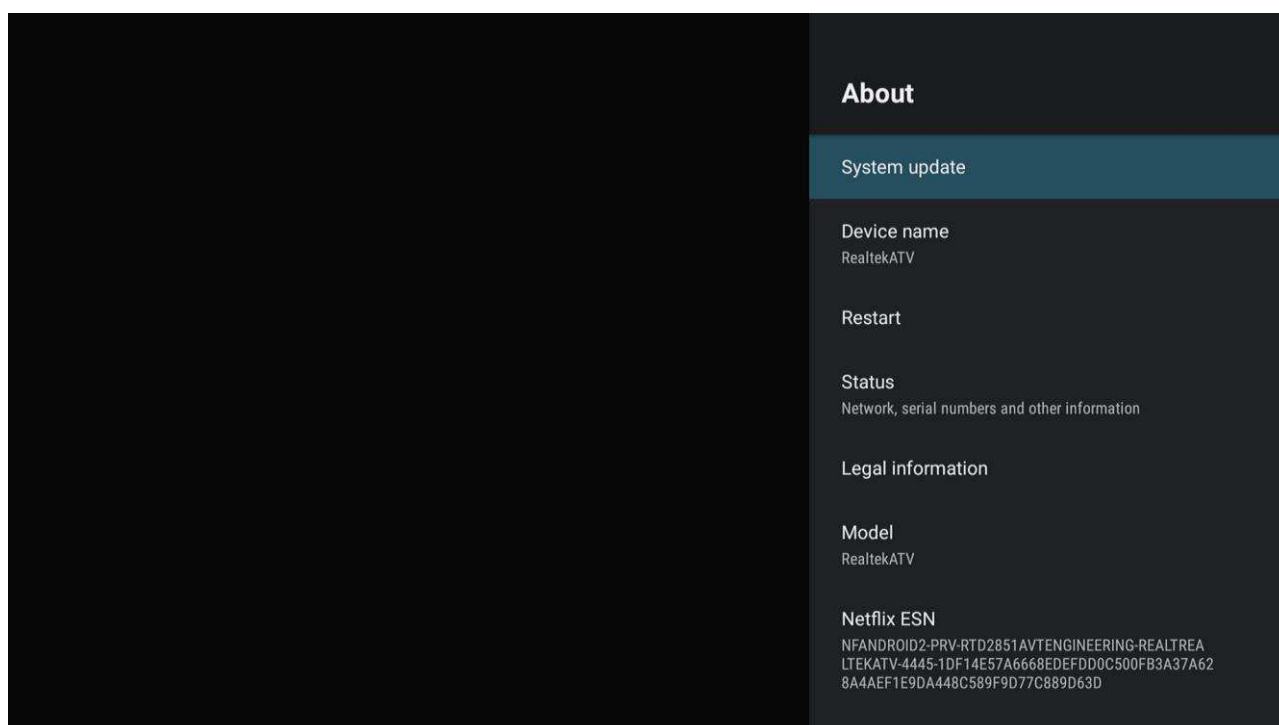 About
System update
Device name
RealtekATV
Restart
Status
Network, serial numbers and other information
Legal information
Model
RealtekATV
Netflix ESN
NFANDROID2-PRV-RTD2851AVTENGINEERING-REALTREA
LTEKATV-4445-1DF14E57A6668EDEFDD0C500FB3A37A62
8A4AEF1E9DA448C589F9D77C889D63D